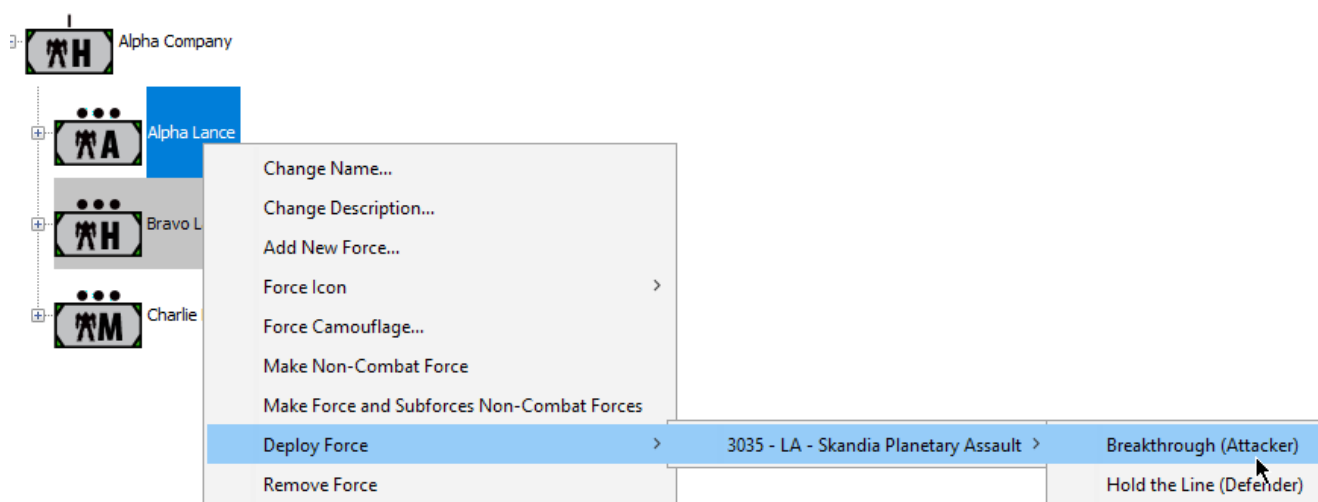 H
Alpha Company
A
Alpha Lance
H
Bravo L
M
Charlie
Change Name...
Change Description...
Add New Force...
Force Icon
Force Camouflage...
Make Non-Combat Force
Make Force and Subforces Non-Combat Forces
Deploy Force
Remove Force
3035 - LA - Skandia Planetary Assault
Breakthrough (Attacker)
Hold the Line (Defender)